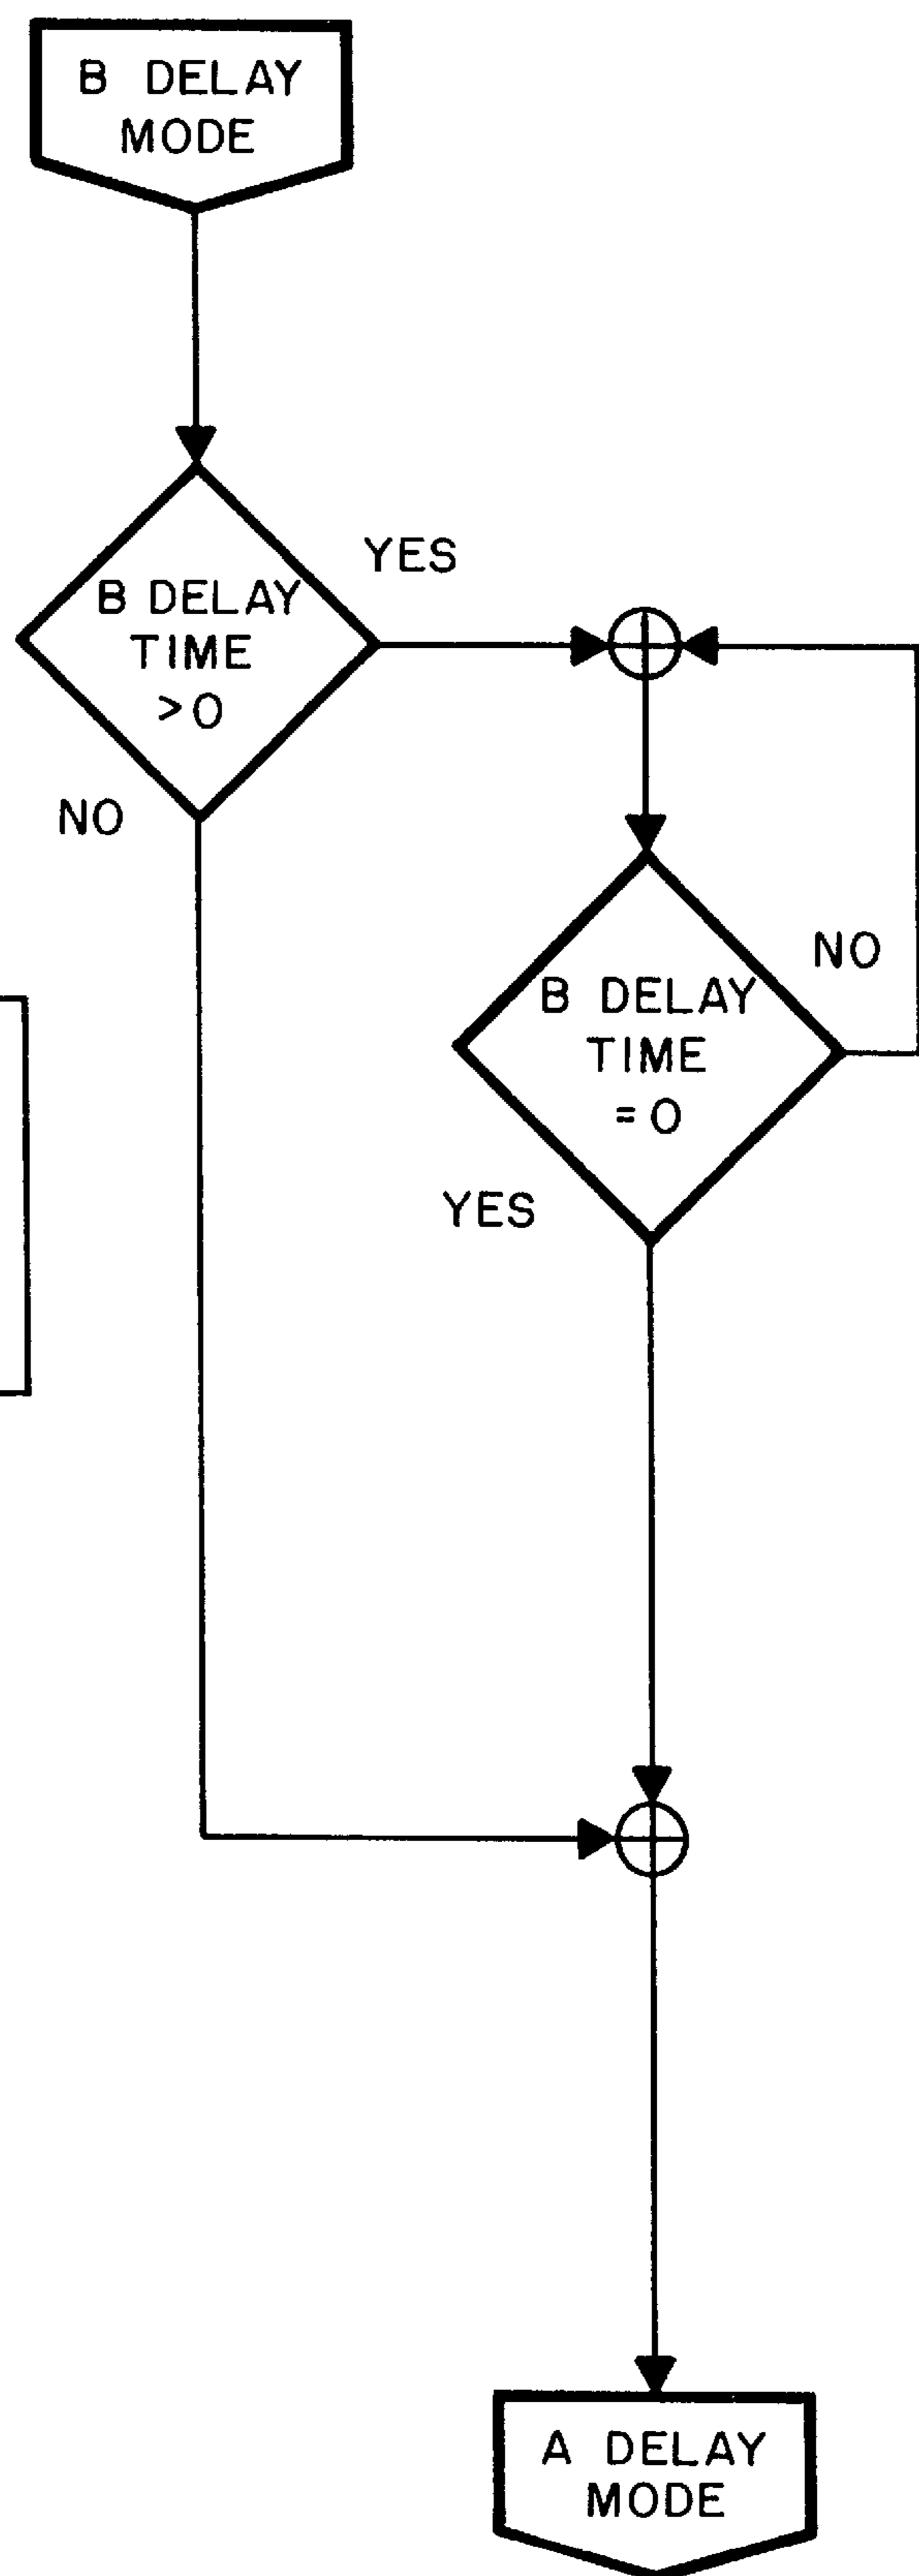 B DELAY
MODE
YES
B DELAY
TIME
>0
NO
NO
B DELAY
TIME
=0
YES
A DELAY
MODE